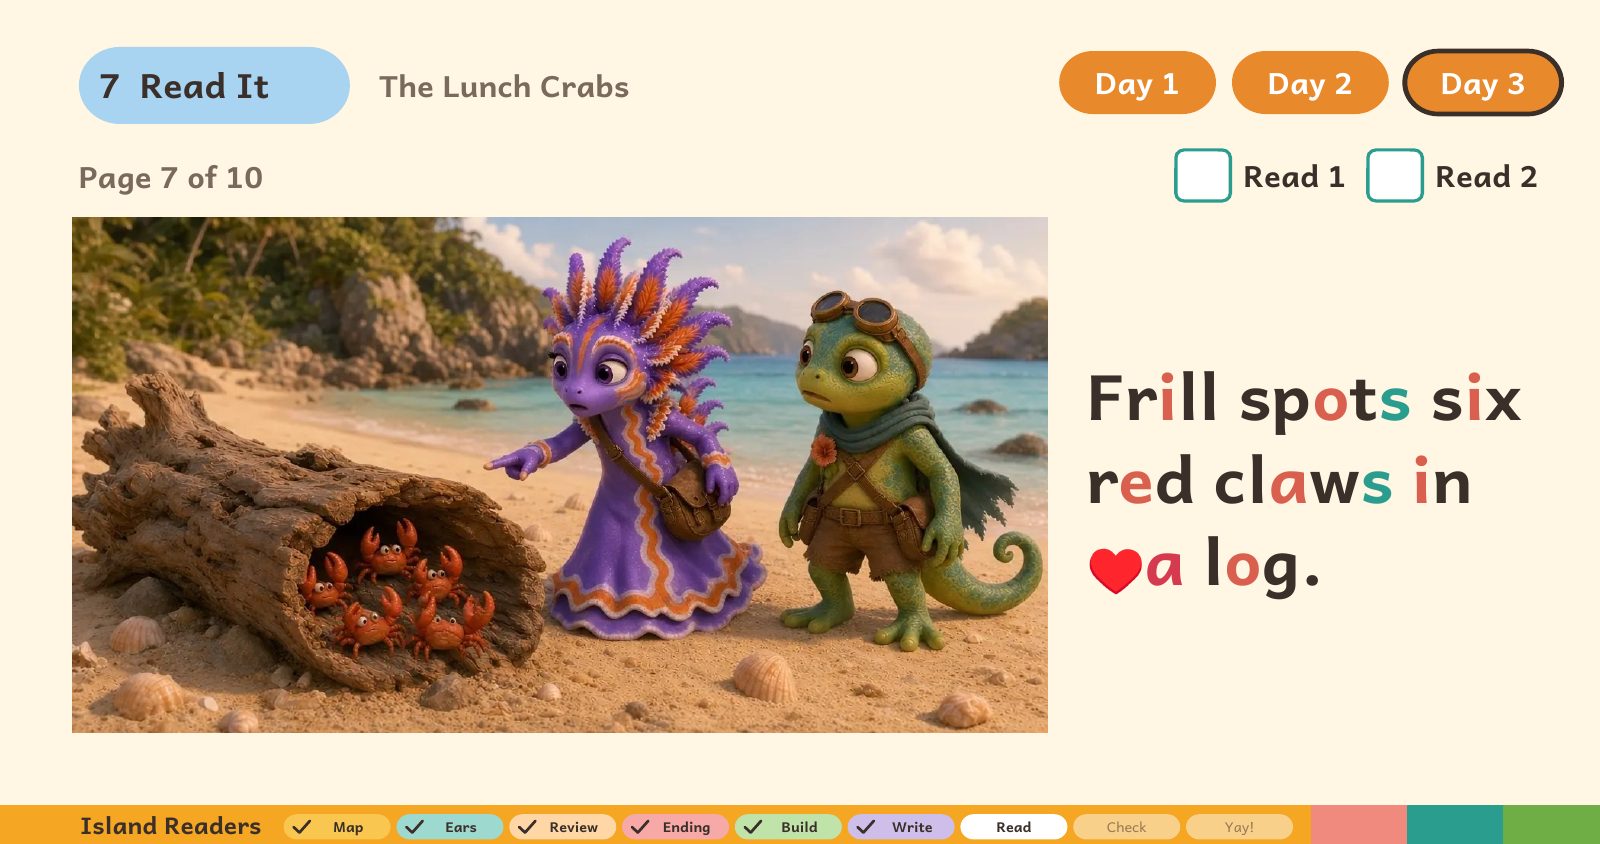 7 Read It
The Lunch Crabs
Day 1
Day 2
Day 3
Page 7 of 10
Read 1
Read 2
Frill spots six
red claws in
a log.
Island Readers
Map
Ears
Review
Ending
Build
Write
Read
Check
Yay!